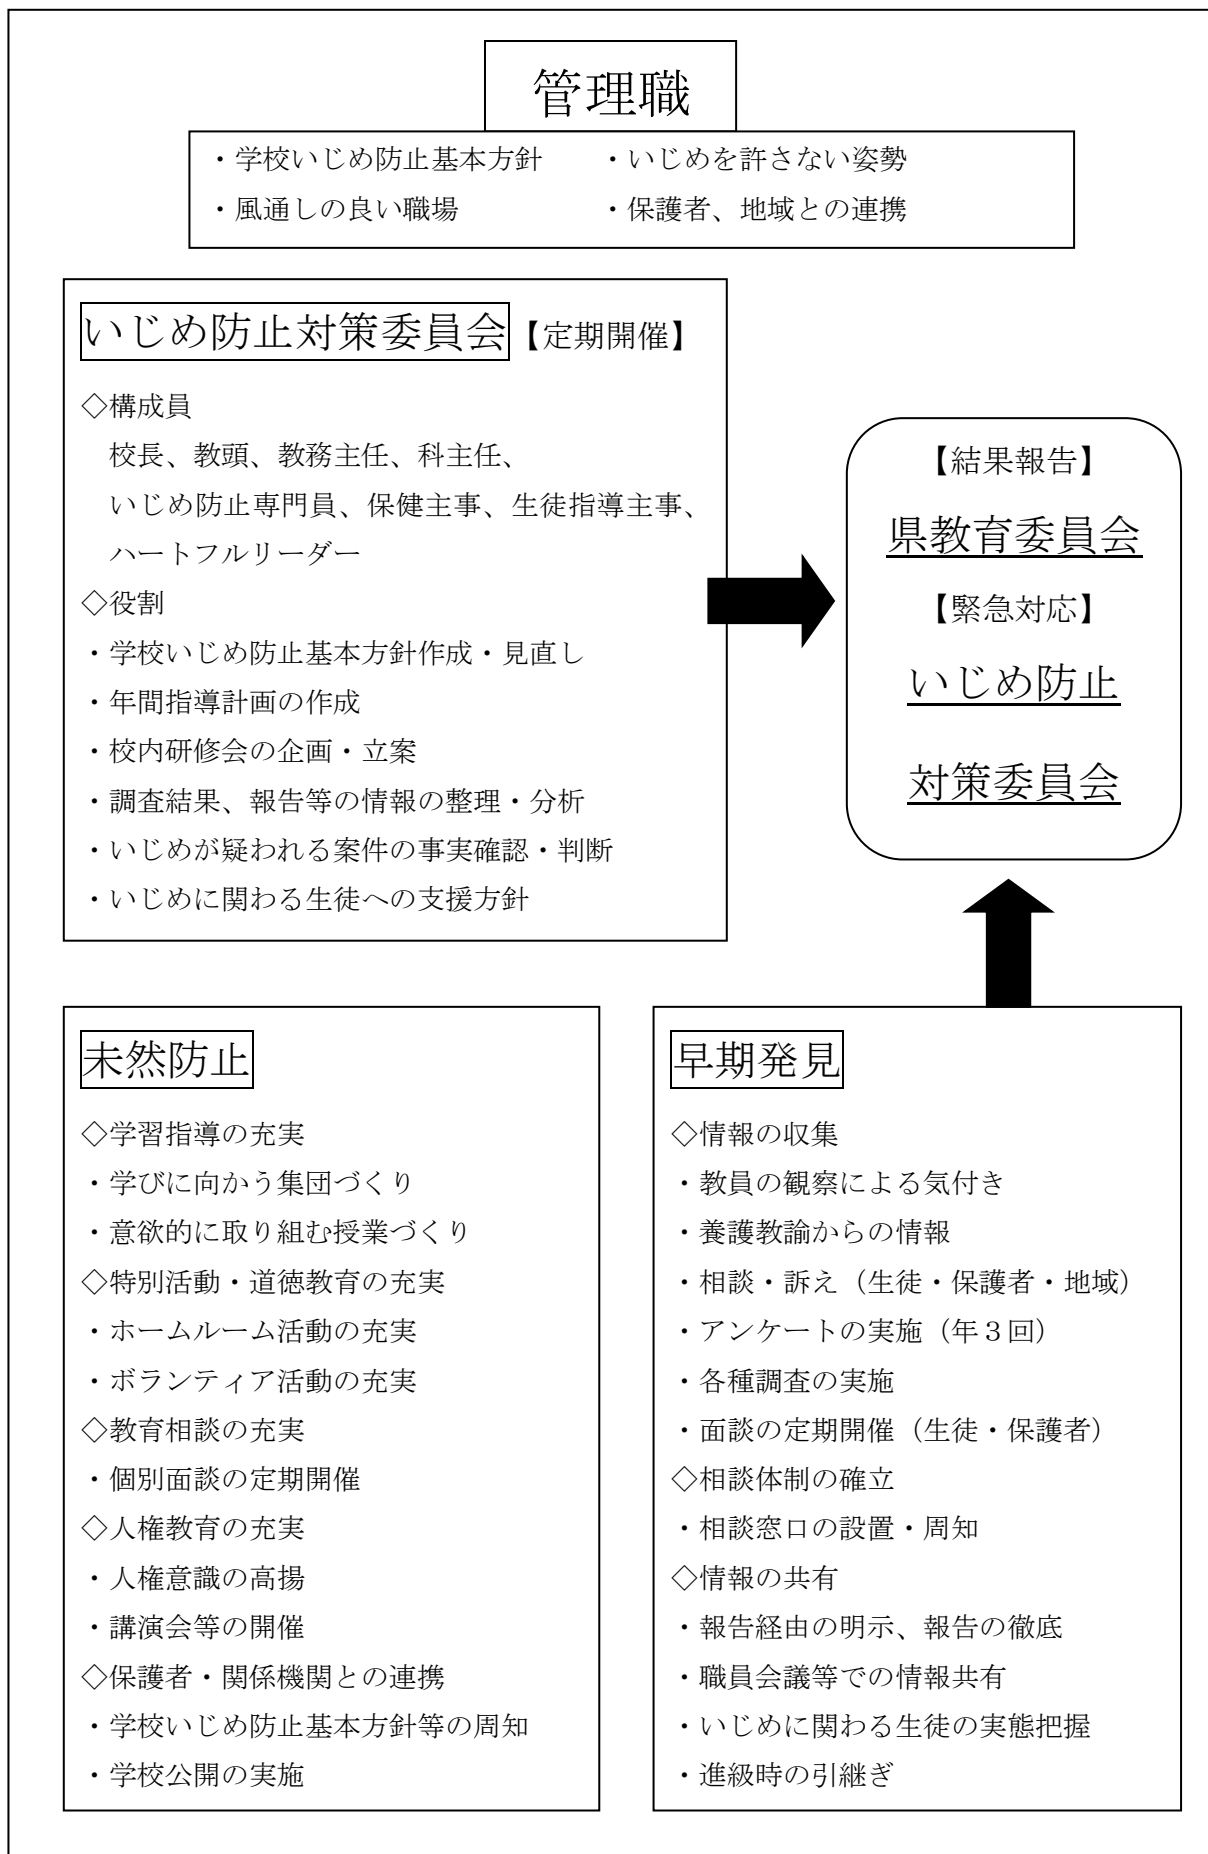 管理職
・学校いじめ防止基本方針　　・いじめを許さない姿勢
・風通しの良い職場　　　　　・保護者、地域との連携
いじめ防止対策委員会【定期開催】
◇構成員
校長、教頭、教務主任、科主任、
いじめ防止専門員、保健主事、生徒指導主事、
ハートフルリーダー
◇役割
・学校いじめ防止基本方針作成・見直し
・年間指導計画の作成
・校内研修会の企画・立案
・調査結果、報告等の情報の整理・分析
・いじめが疑われる案件の事実確認・判断
・いじめに関わる生徒への支援方針
【結果報告】
県教育委員会
【緊急対応】
いじめ防止
対策委員会
未然防止
◇学習指導の充実
・学びに向かう集団づくり
・意欲的に取り組む授業づくり
◇特別活動・道徳教育の充実
・ホームルーム活動の充実
・ボランティア活動の充実
◇教育相談の充実
・個別面談の定期開催
◇人権教育の充実
・人権意識の高揚
・講演会等の開催
◇保護者・関係機関との連携
・学校いじめ防止基本方針等の周知
・学校公開の実施
早期発見
◇情報の収集
・教員の観察による気付き
・養護教諭からの情報
・相談・訴え（生徒・保護者・地域）
・アンケートの実施（年３回）
・各種調査の実施
・面談の定期開催（生徒・保護者）
◇相談体制の確立
・相談窓口の設置・周知
◇情報の共有
・報告経由の明示、報告の徹底
・職員会議等での情報共有
・いじめに関わる生徒の実態把握
・進級時の引継ぎ